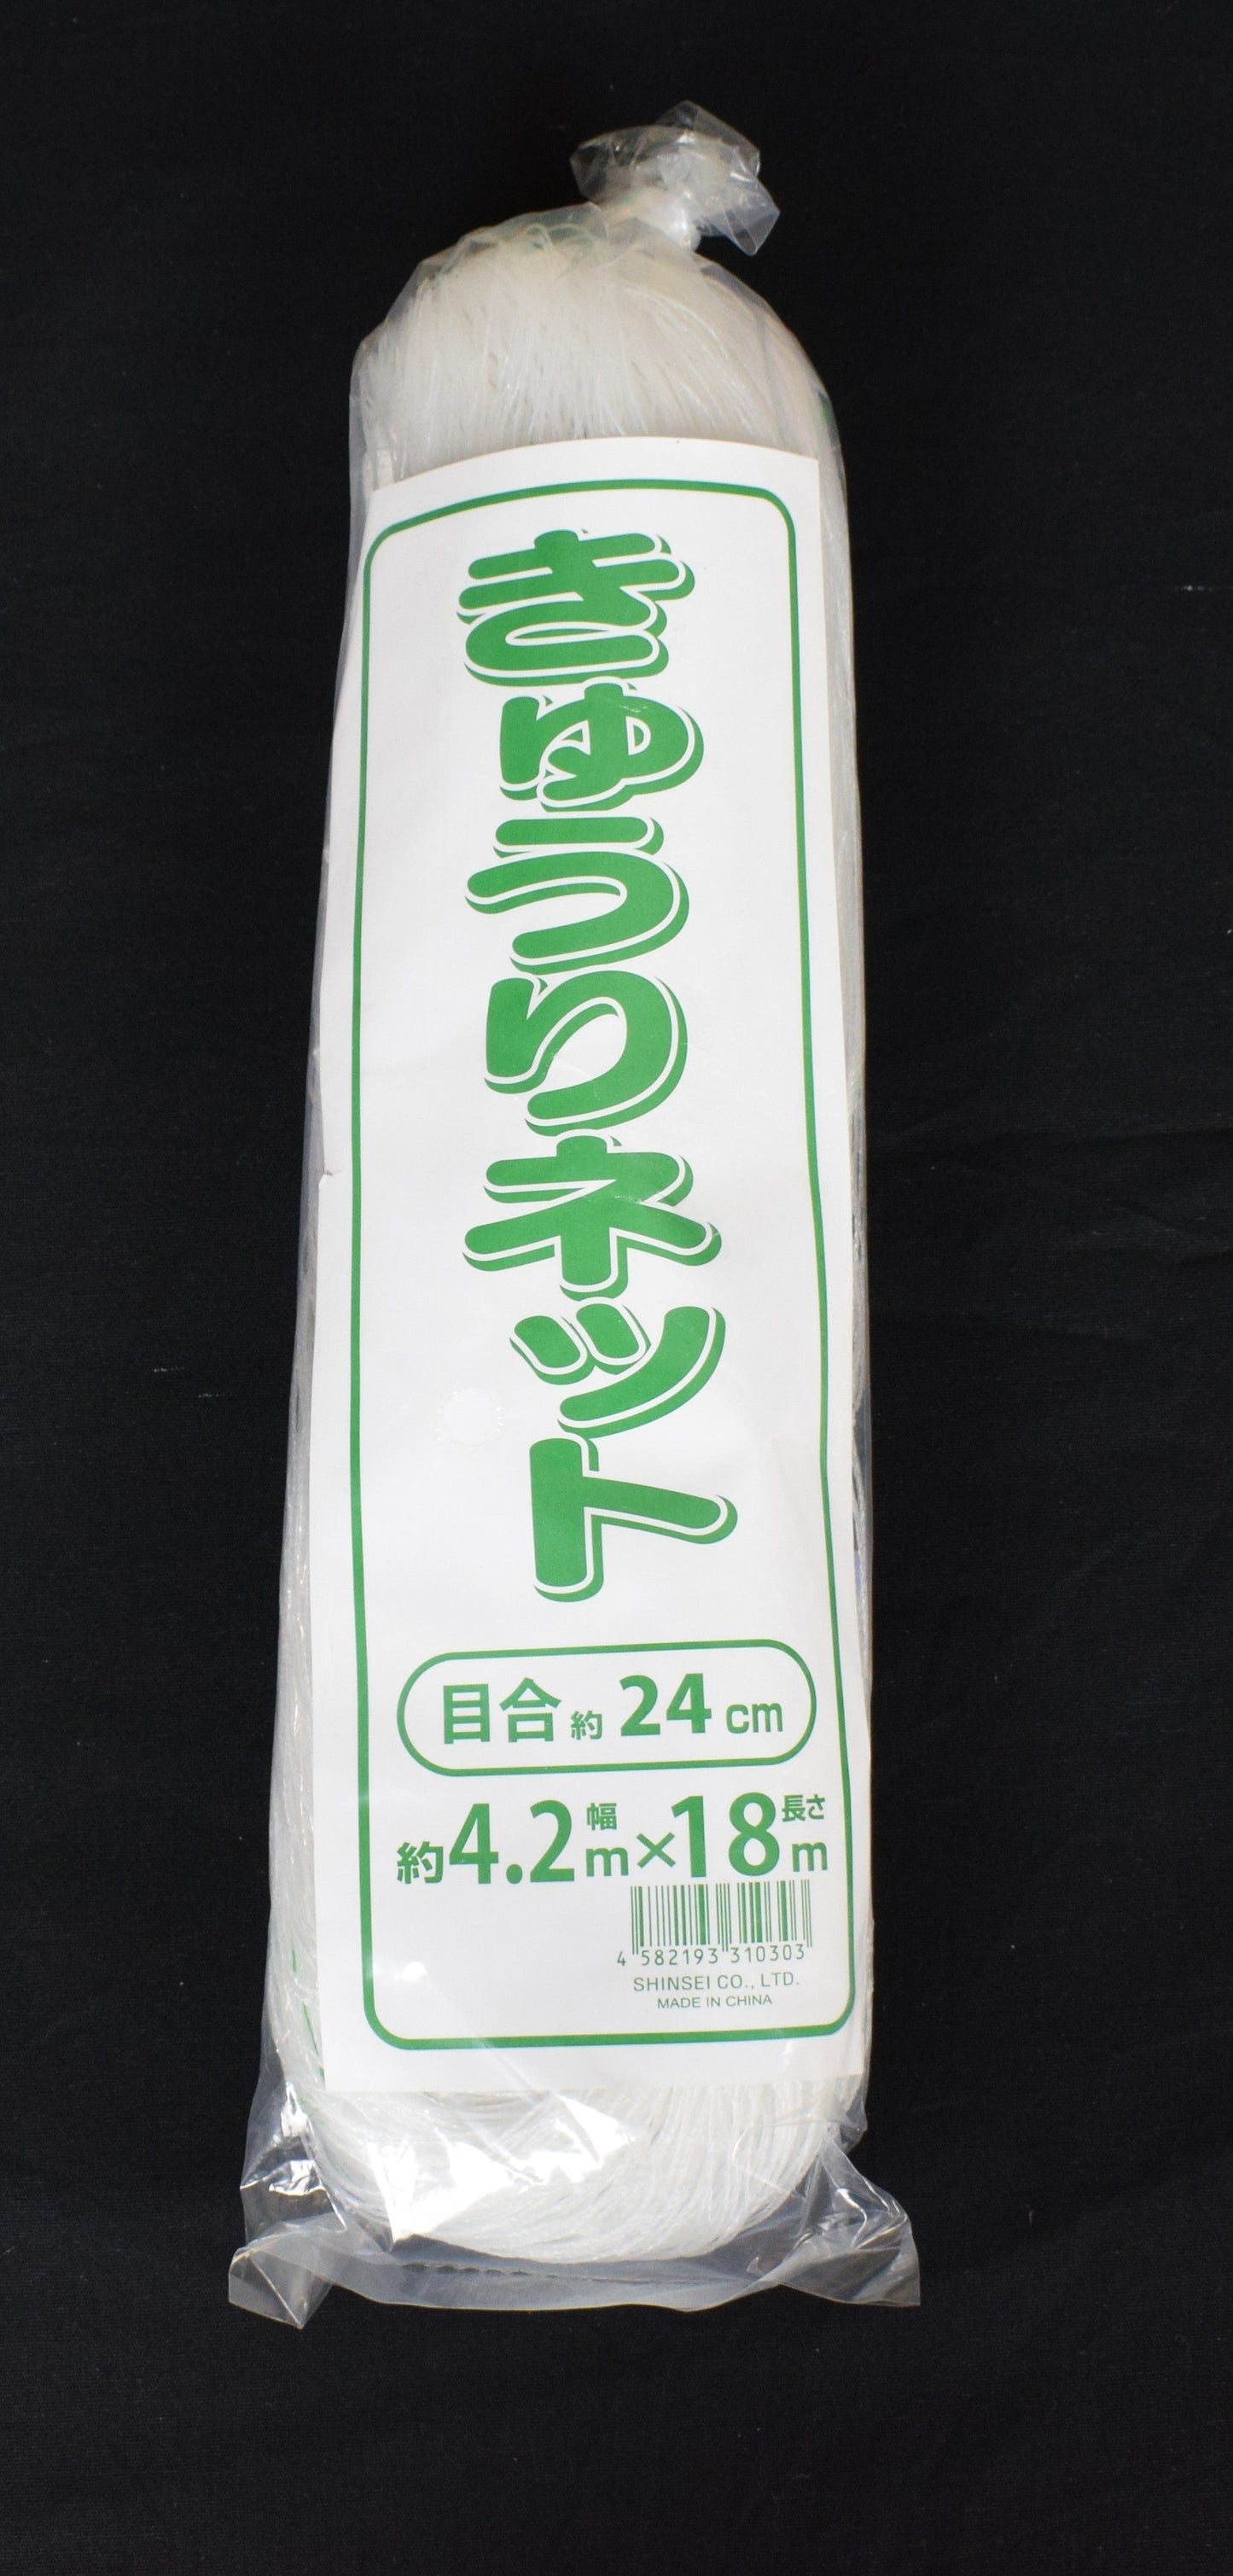 きゅうりネット
目合約24cm
約4.2幅m×18長さm
4 582193 310303
SHINSEI CO., LTD.
MADE IN CHINA